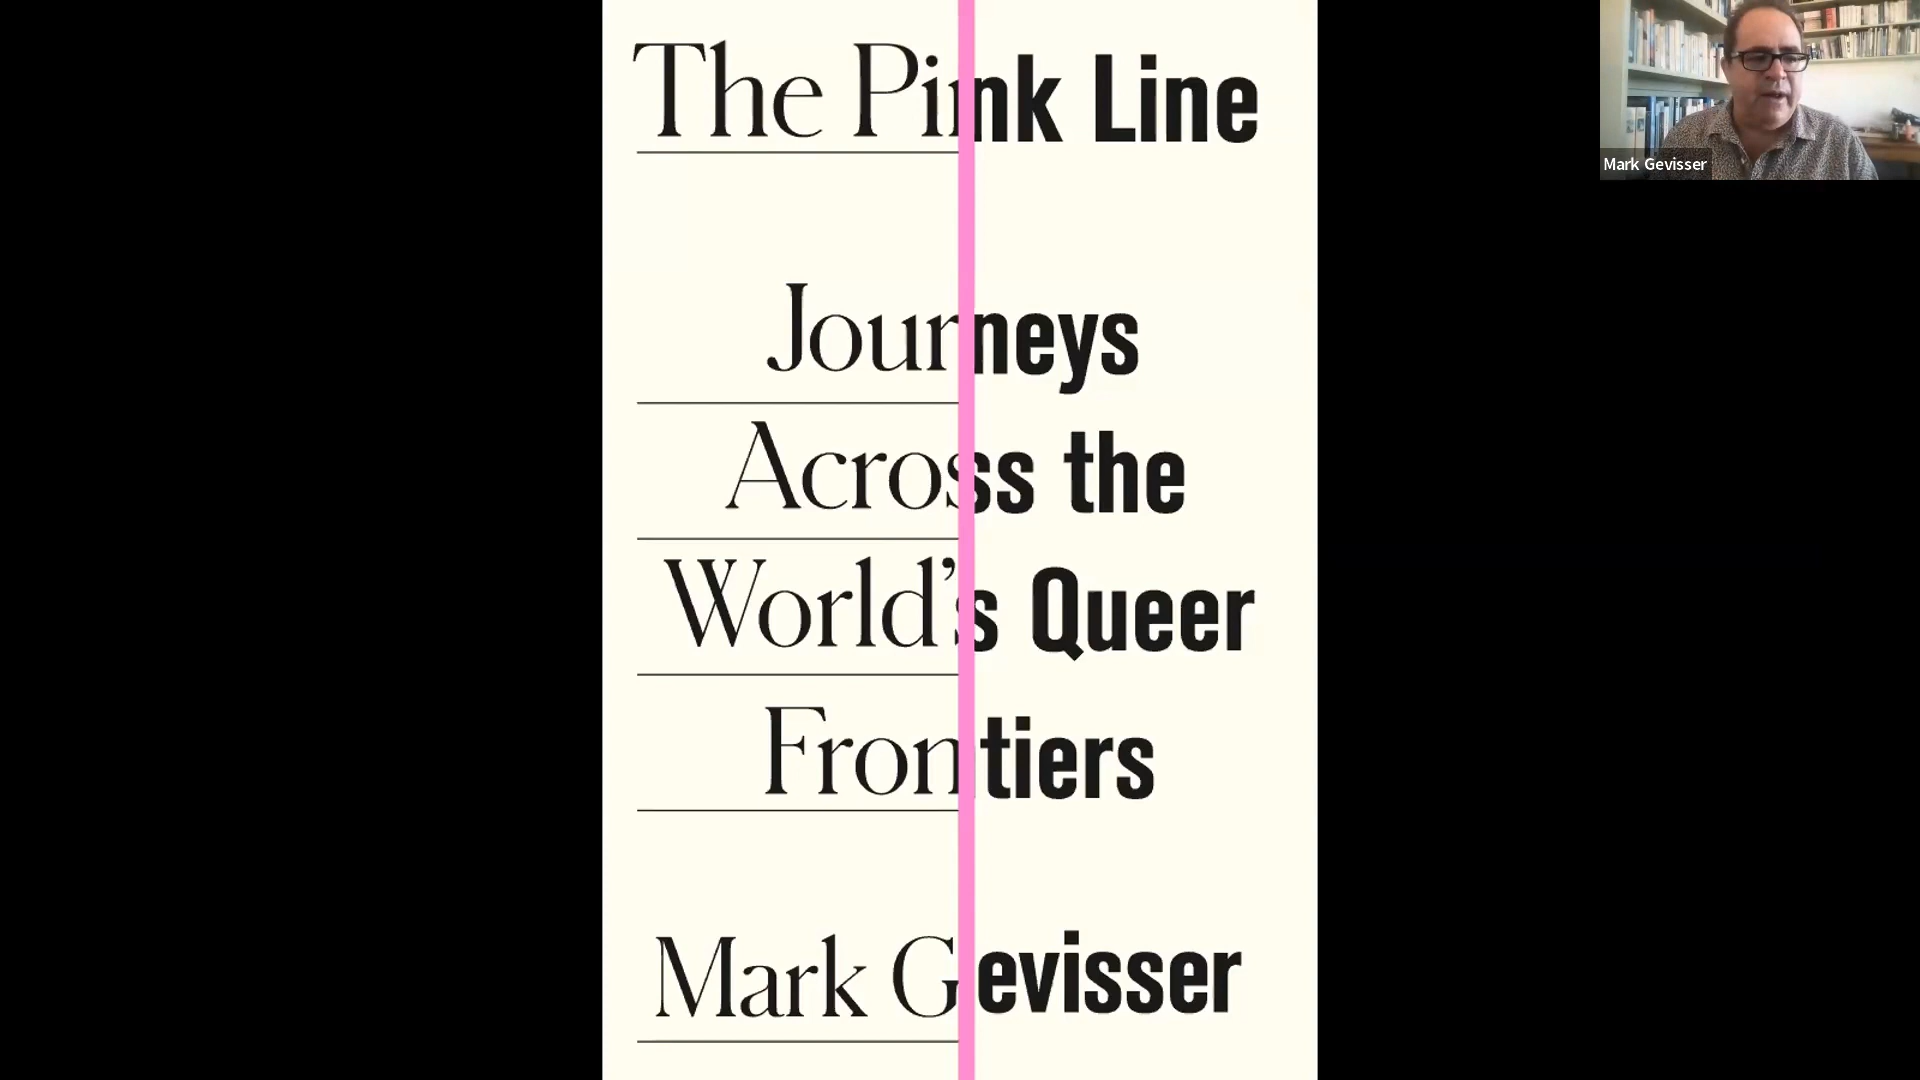 The Pink Line
Journeys
Across the
World's Queer
Frontiers
Mark Gevisser
Mark Gevisser